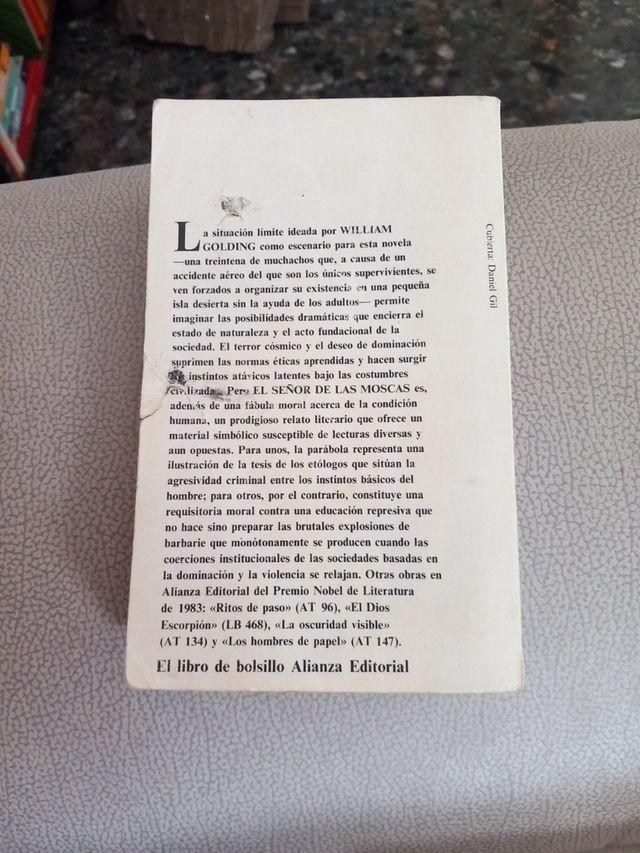 La situación límite ideada por WILLIAM
GOLDING como escenario para esta novela
—una treintena de muchachos que, a causa de un
accidente aéreo del que son los únicos supervivientes, se
ven forzados a organizar su existencia en una pequeña
isla desierta sin la ayuda de los adultos— permite
imaginar las posibilidades dramáticas que encierra el
estado de naturaleza y el acto fundacional de la
sociedad. El terror cósmico y el deseo de dominación
suprimen las normas éticas aprendidas y hacen surgir
instintos atávicos latentes bajo las costumbres
civilizadas. Pero EL SEÑOR DE LAS MOSCAS es,
además de una fábula moral acerca de la condición
humana, un prodigioso relato literario que ofrece un
material simbólico susceptible de lecturas diversas y
aun opuestas. Para unos, la parábola representa una
ilustración de la tesis de los etólogos que sitúan la
agresividad criminal entre los instintos básicos del
hombre; para otros, por el contrario, constituye una
requisitoria moral contra una educación represiva que
no hace sino preparar las brutales explosiones de
barbarie que monótonamente se producen cuando las
coerciones institucionales de las sociedades basadas en
la dominación y la violencia se relajan. Otras obras en
Alianza Editorial del Premio Nobel de Literatura
de 1983: «Ritos de paso» (AT 96), «El Dios
Escorpión» (LB 468), «La oscuridad visible»
(AT 134) y «Los hombres de papel» (AT 147).
El libro de bolsillo Alianza Editorial
Cubierta: Daniel Gil